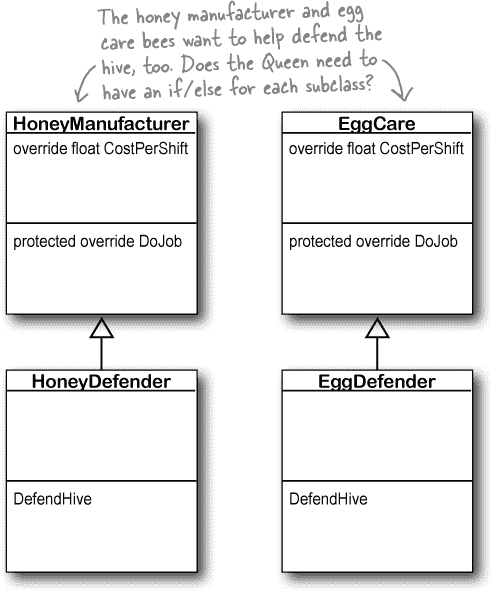 The honey manufacturer and egg
care bees want to help defend the
hive, too. Does the Queen need to
have an if/else for each subclass?
HoneyManufacturer
override float CostPerShift
protected override DoJob
EggCare
override float CostPerShift
protected override DoJob
HoneyDefender
DefendHive
EggDefender
DefendHive